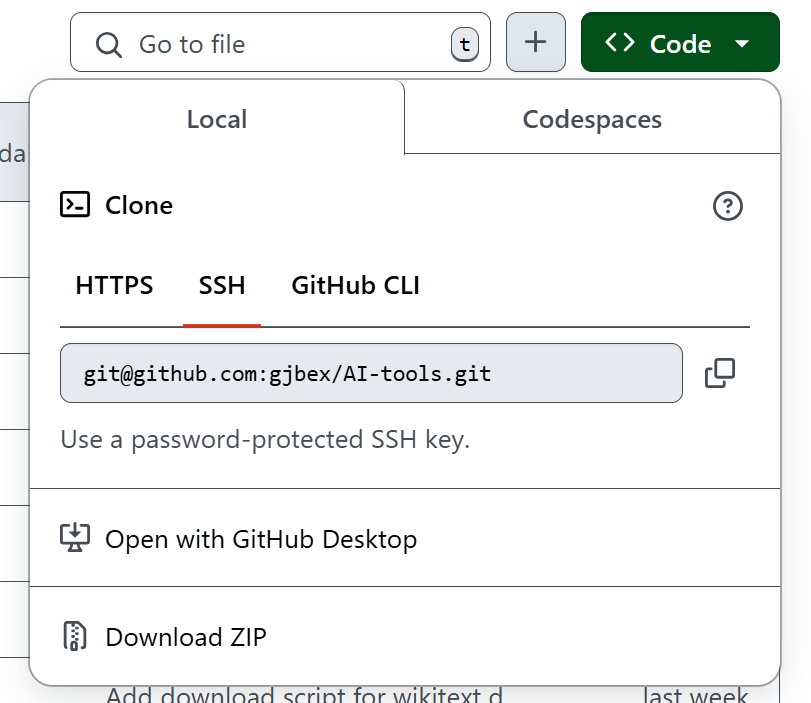 Go to file t + Code
Local Codespaces
da
Clone
HTTPS SSH GitHub CLI
git@github.com:gjbex/AI-tools.git
Use a password-protected SSH key.
Open with GitHub Desktop
Download ZIP
Add download script for wikitext d last week